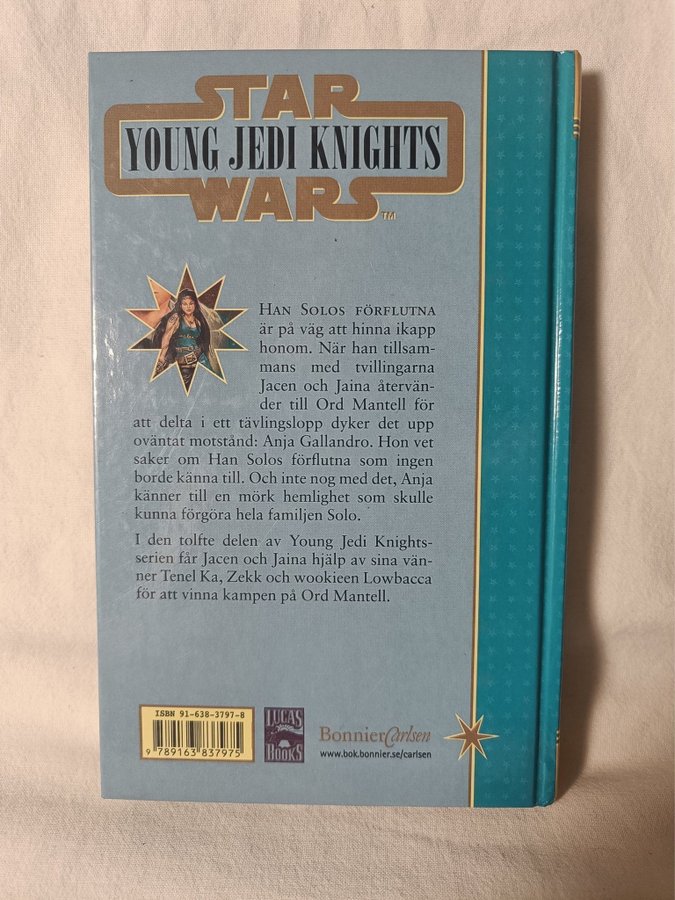 STAR
YOUNG JEDI KNIGHTS
WARS
TM
HAN SOLOS FÖRFLUTNA
är på väg att hinna ikapp
honom. När han tillsam-
mans med tvillingarna
Jacen och Jaina återvän-
der till Ord Mantell för
att delta i ett tävlingslopp dyker det upp
oväntat motstånd: Anja Gallandro. Hon vet
saker om Han Solos förflutna som ingen
borde känna till. Och inte nog med det, Anja
känner till en mörk hemlighet som skulle
kunna förgöra hela familjen Solo.
I den tolfte delen av Young Jedi Knights-
serien får Jacen och Jaina hjälp av sina vän-
ner Tenel Ka, Zekk och wookieen Lowbacca
för att vinna kampen på Ord Mantell.
ISBN 91-638-3797-8
9 789163 837975
LUCAS
BOOKS
BonnierCarlsen
www.bok.bonnier.se/carlsen